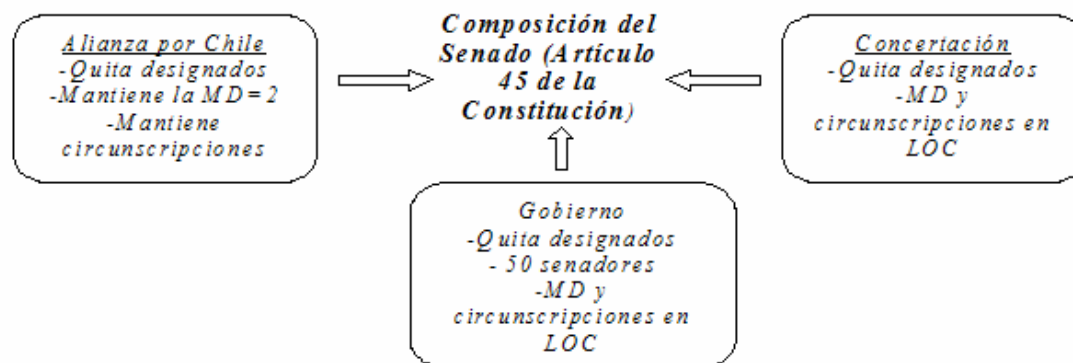 Alianza por Chile
-Quita designados
-Mantiene la MD=2
-Mantiene
circunscripciones
Composición del
Senado (Artículo
45 de la
Constitución)
Concertación
-Quita designados
-MD y
circunscripciones en
LOC
Gobierno
-Quita designados
- 50 senadores
-MD y
circunscripciones en
LOC